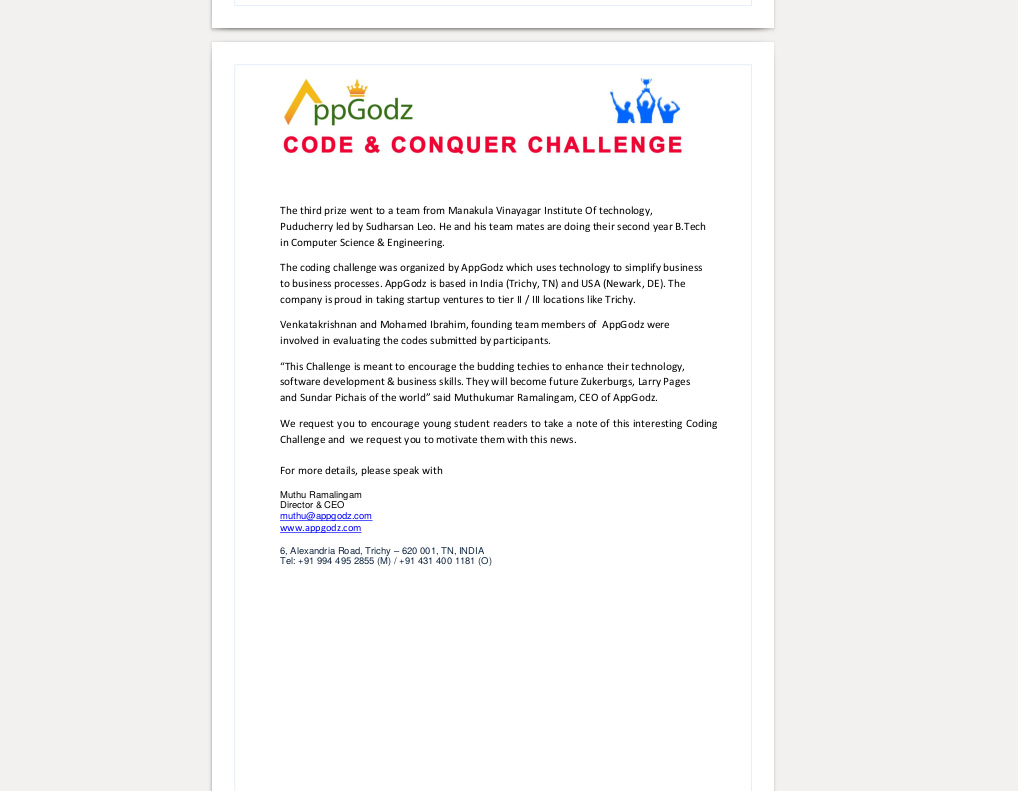 AppGodz
CODE & CONQUER CHALLENGE
The third prize went to a team from Manakula Vinayagar Institute Of technology,
Puducherry led by Sudharsan Leo. He and his team mates are doing their second year B.Tech
in Computer Science & Engineering.
The coding challenge was organized by AppGodz which uses technology to simplify business
to business processes. AppGodz is based in India (Trichy, TN) and USA (Newark, DE). The
company is proud in taking startup ventures to tier II / III locations like Trichy.
Venkatakrishnan and Mohamed Ibrahim, founding team members of  AppGodz were
involved in evaluating the codes submitted by participants.
“This Challenge is meant to encourage the budding techies to enhance their technology,
software development & business skills. They will become future Zukerburgs, Larry Pages
and Sundar Pichais of the world” said Muthukumar Ramalingam, CEO of AppGodz.
We request you to encourage young student readers to take a note of this interesting Coding
Challenge and  we request you to motivate them with this news.
For more details, please speak with
Muthu Ramalingam
Director & CEO
muthu@appgodz.com
www.appgodz.com
6, Alexandria Road, Trichy – 620 001, TN, INDIA
Tel: +91 994 495 2855 (M) / +91 431 400 1181 (O)